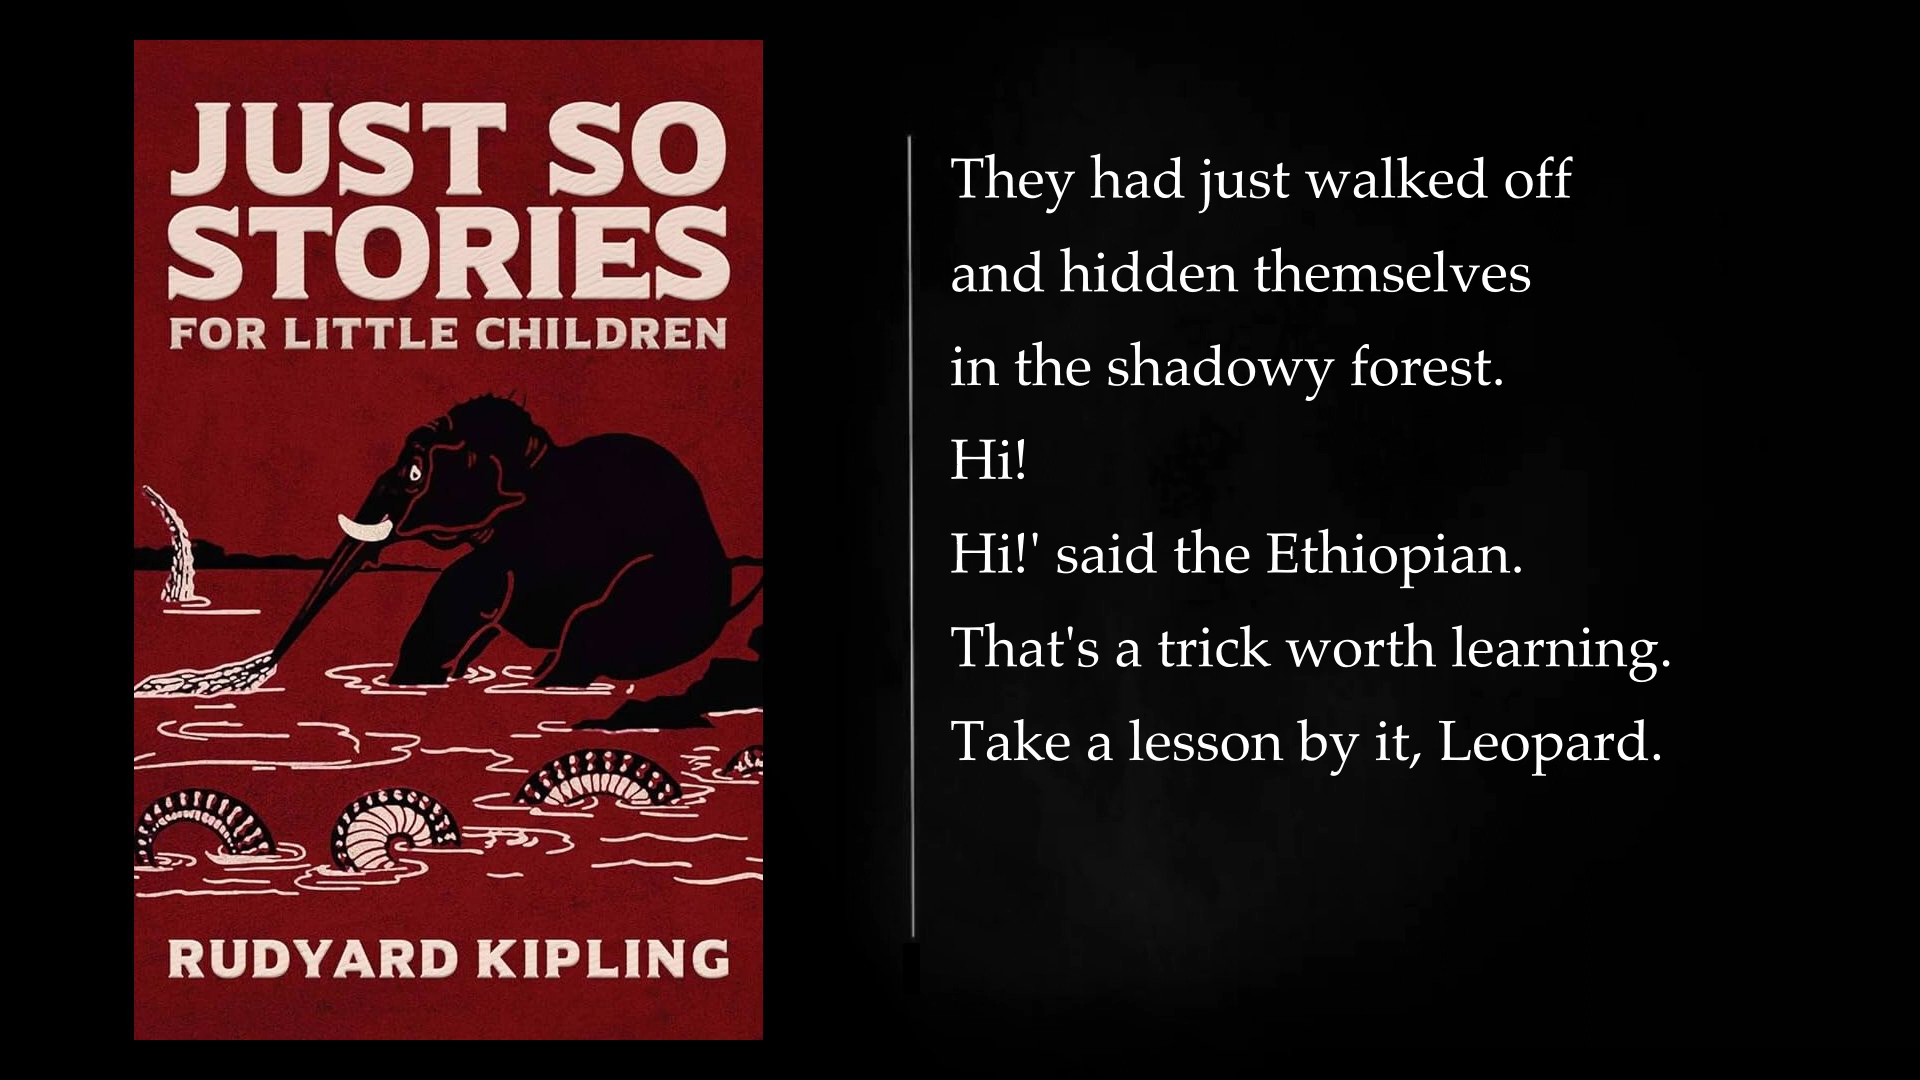 JUST SO
STORIES
FOR LITTLE CHILDREN
RUDYARD KIPLING
They had just walked off
and hidden themselves
in the shadowy forest.
Hi!
Hi!' said the Ethiopian.
That's a trick worth learning.
Take a lesson by it, Leopard.